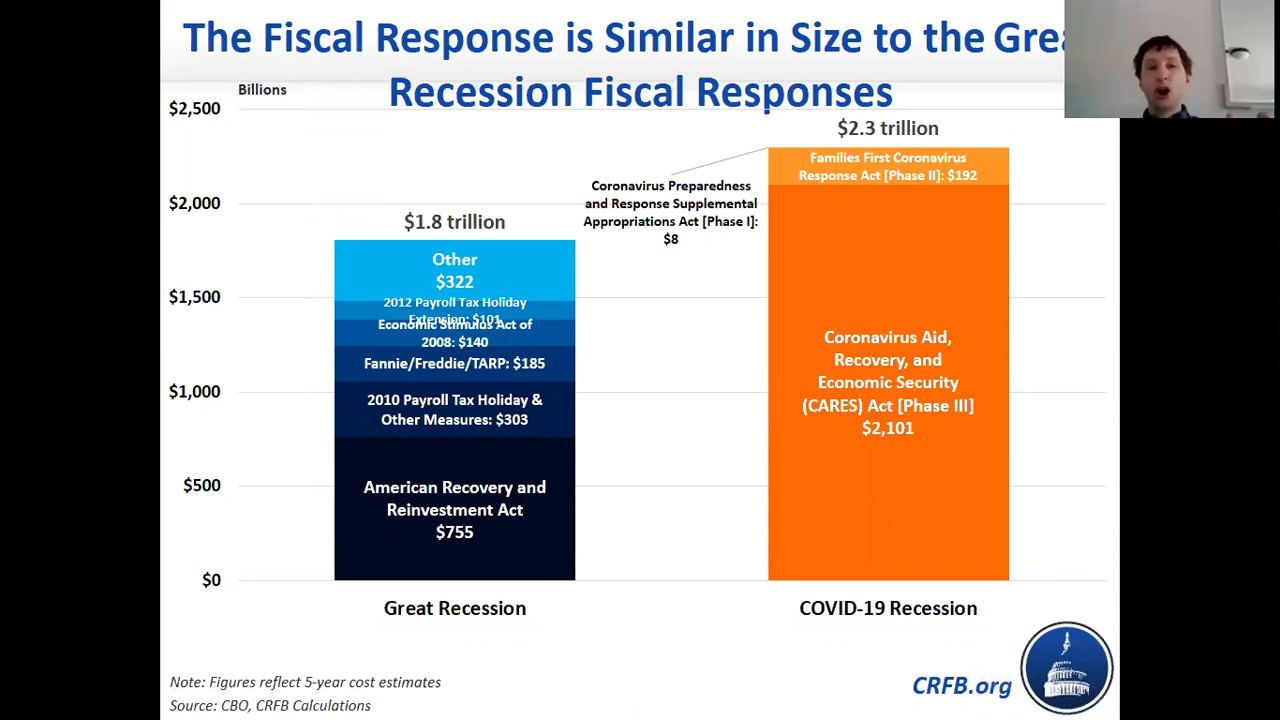 The Fiscal Response is Similar in Size to the
Recession Fiscal Responses
Billions
$2,500
$2,000
$1,500
$1,000
$500
$0
$1.8 trillion
Other
$322
2012 Payroll Tax Holiday
Extension: $101
Economic Stimulus Act of
2008: $140
Fannie/Freddie/TARP: $185
2010 Payroll Tax Holiday &
Other Measures: $303
American Recovery and
Reinvestment Act
$755
Great Recession
Coronavirus Preparedness
and Response Supplemental
Appropriations Act [Phase I]:
$8
$2.3 trillion
Families First Coronavirus
Response Act [Phase II]: $192
Coronavirus Aid,
Recovery, and
Economic Security
(CARES) Act [Phase III]
$2,101
COVID-19 Recession
Note: Figures reflect 5-year cost estimates
Source: CBO, CRFB Calculations
CRFB.org